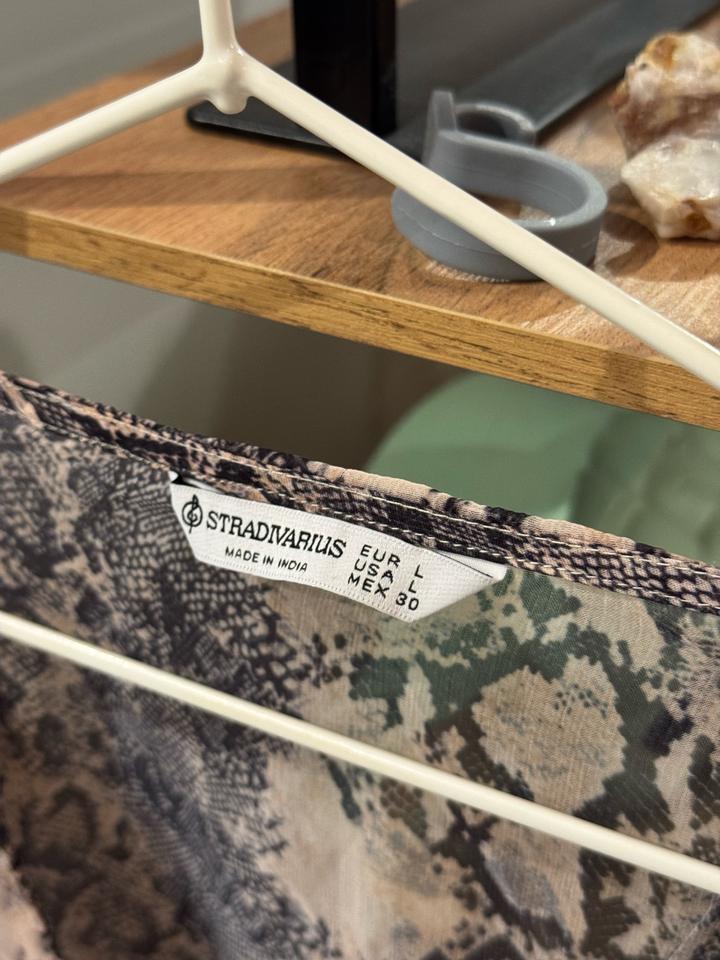 STRADIVARIUS
MADE IN INDIA
EUR L
USA L
MEX 30